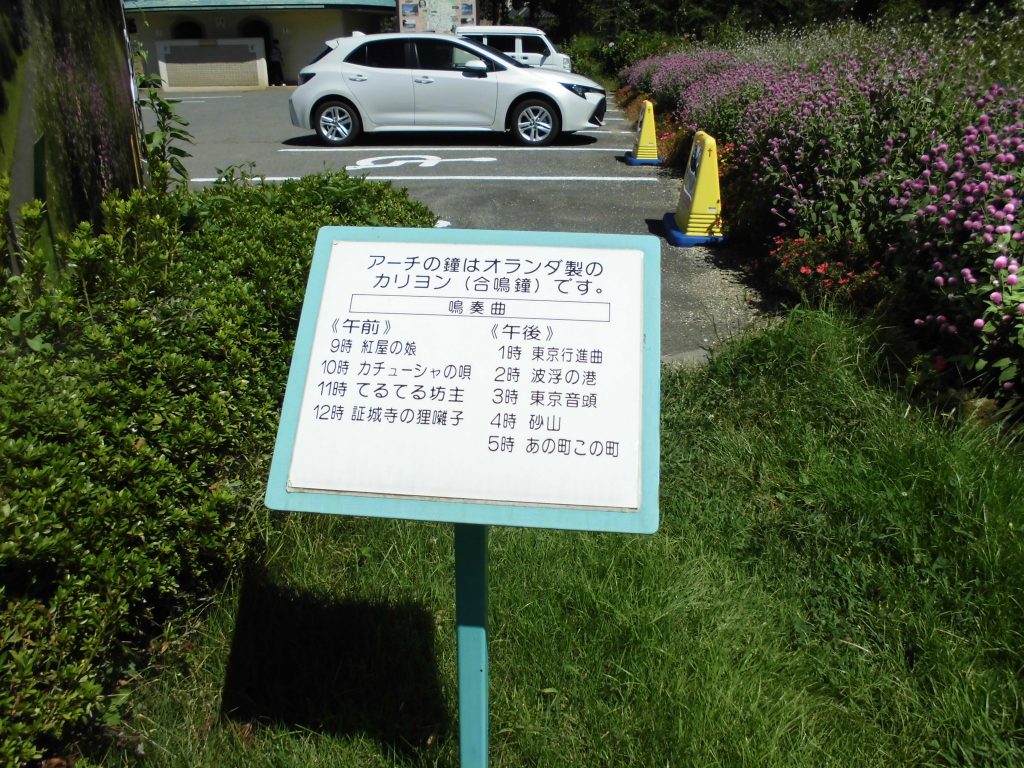 アーチの鐘はオランダ製の
カリヨン（合鳴鐘）です。
鳴奏曲
《午前》
9時 紅屋の娘
10時 カチューシャの唄
11時 てるてる坊主
12時 証城寺の狸囃子
《午後》
1時 東京行進曲
2時 波浮の港
3時 東京音頭
4時 砂山
5時 あの町この町